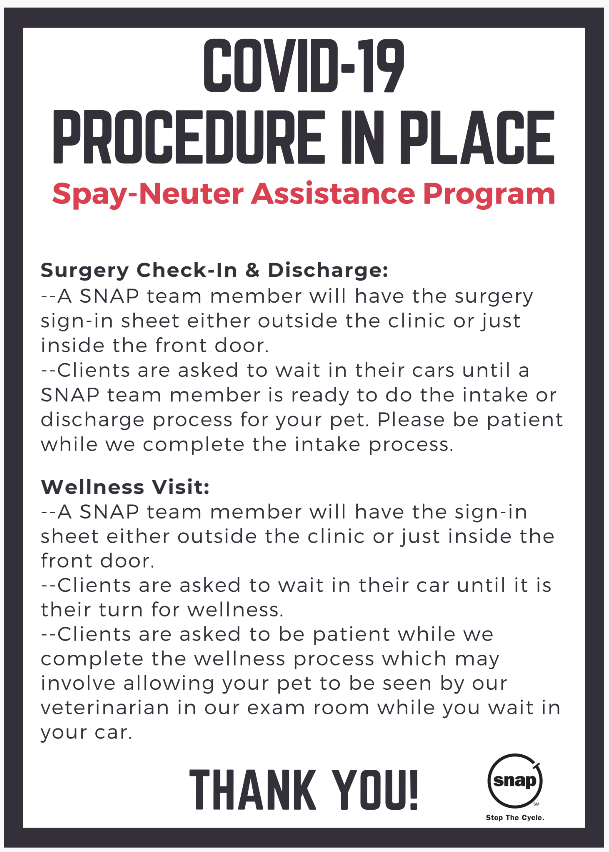 COVID-19
PROCEDURE IN PLACE
Spay-Neuter Assistance Program
Surgery Check-In & Discharge:
--A SNAP team member will have the surgery
sign-in sheet either outside the clinic or just
inside the front door.
--Clients are asked to wait in their cars until a
SNAP team member is ready to do the intake or
discharge process for your pet. Please be patient
while we complete the intake process.
Wellness Visit:
--A SNAP team member will have the sign-in
sheet either outside the clinic or just inside the
front door.
--Clients are asked to wait in their car until it is
their turn for wellness.
--Clients are asked to be patient while we
complete the wellness process which may
involve allowing your pet to be seen by our
veterinarian in our exam room while you wait in
your car.
THANK YOU!
snap
SM
Stop The Cycle.